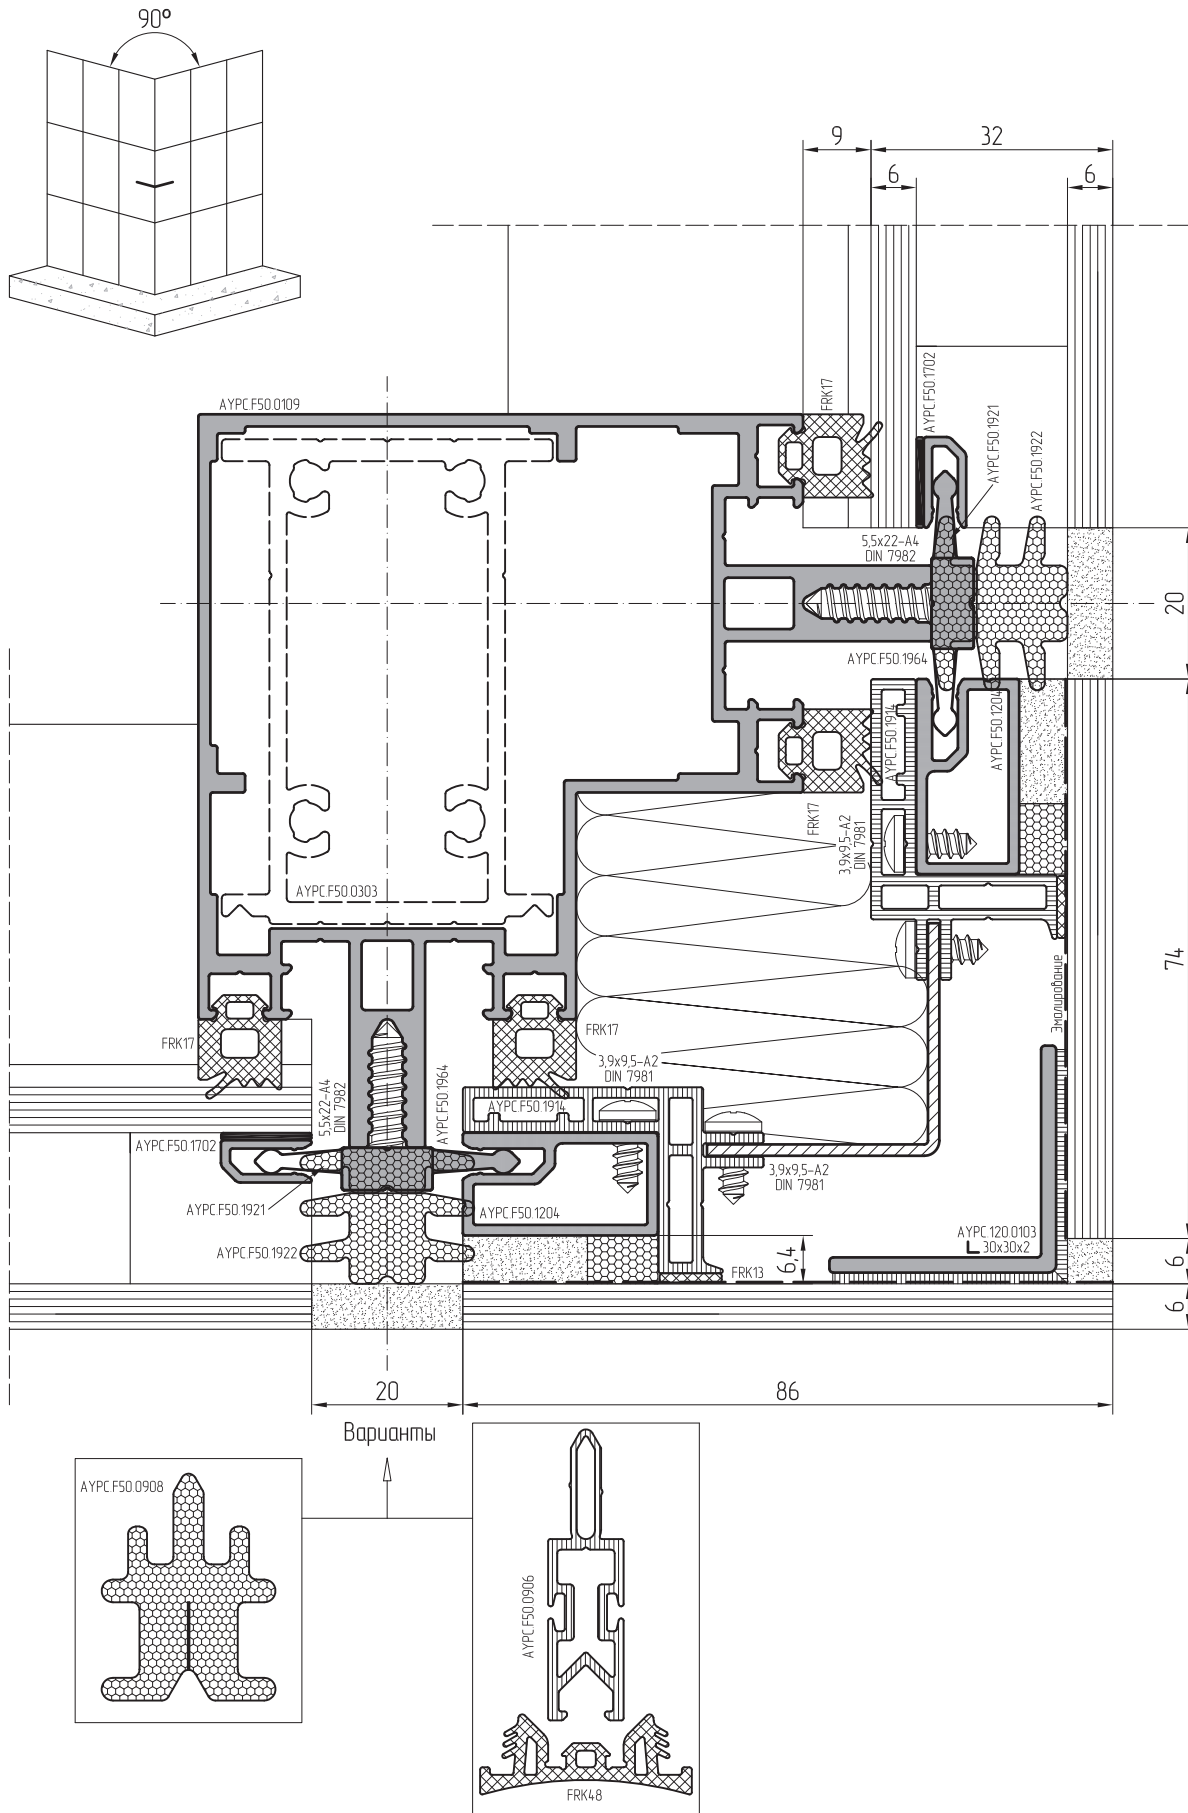 90°
9
32
6
6
AYPC.F50.0109
FRK17
AYPC.F50.1702
AYPC.F50.1921
AYPC.F50.1922
5,5x22-A4
DIN 7982
20
AYPC.F50.1964
AYPC.F50.1914
AYPC.F50.1204
FRK17
3,9x9,5-A2
DIN 7981
AYPC.F50.0303
74
Эмалирование
FRK17
FRK17
3,9x9,5-A2
DIN 7981
5,5x22-A4
DIN 7982
AYPC.F50.1964
AYPC.F50.1914
AYPC.F50.1702
3,9x9,5-A2
DIN 7981
AYPC.F50.1921
AYPC.F50.1204
AYPC.F50.1922
AYPC.120.0103
30x30x2
6,4
FRK13
6
6
20
86
Варианты
AYPC.F50.0908
AYPC.F50.0906
FRK48